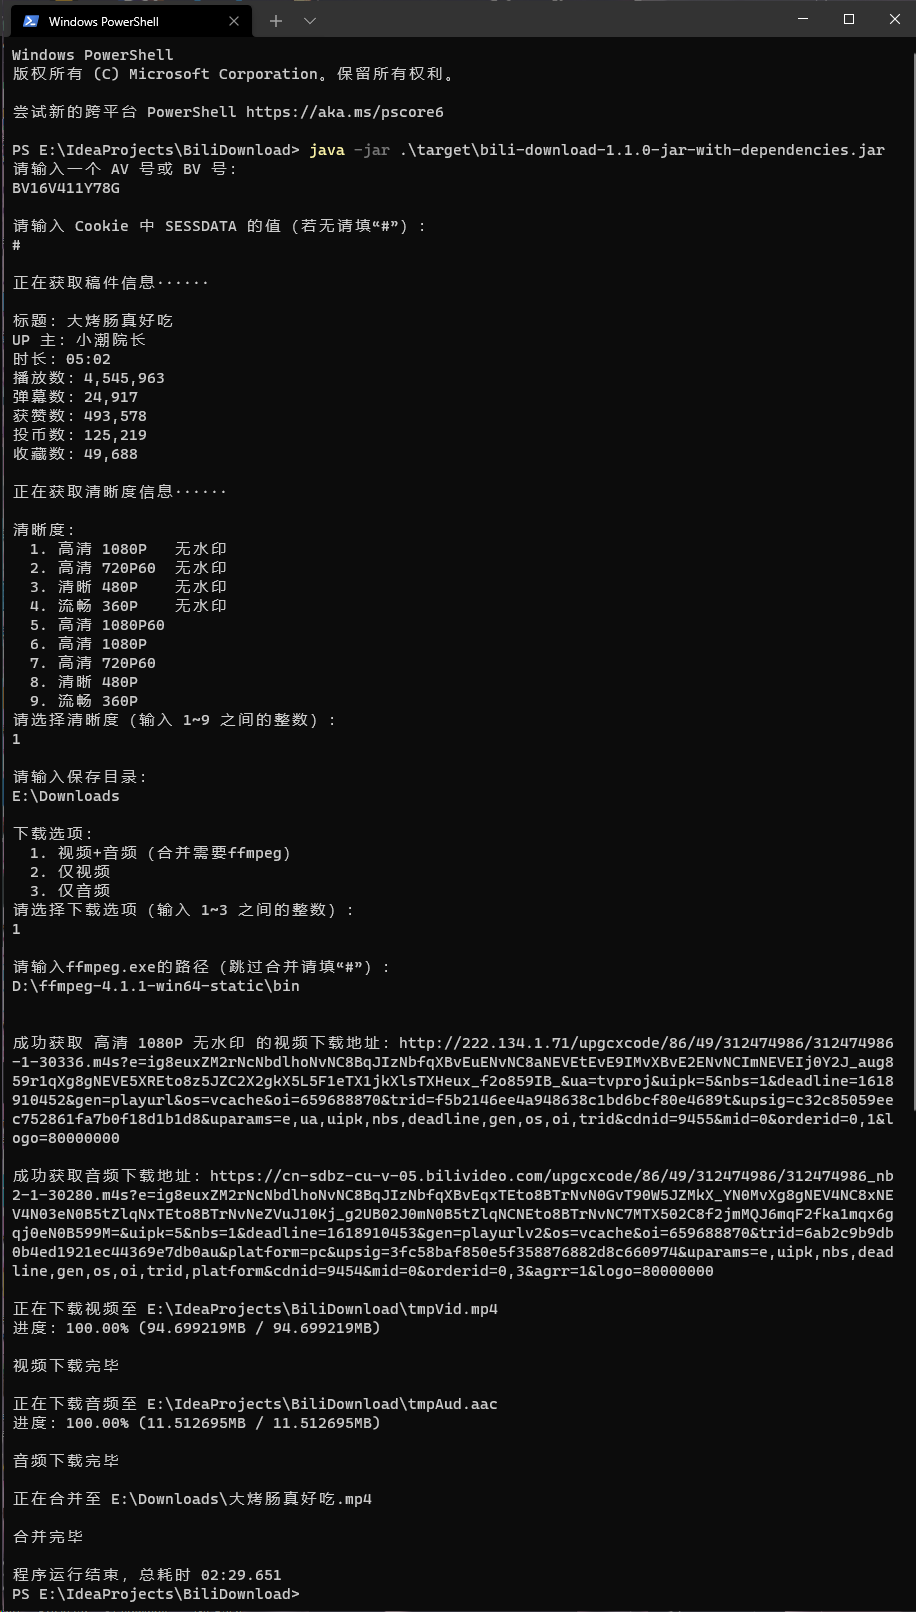 Windows PowerShell
Windows PowerShell
版权所有 (C) Microsoft Corporation。保留所有权利。
尝试新的跨平台 PowerShell https://aka.ms/pscore6
PS E:\IdeaProjects\BiliDownload> java -jar .\target\bili-download-1.1.0-jar-with-dependencies.jar
请输入一个 AV 号或 BV 号:
BV16V411Y78G
请输入 Cookie 中 SESSDATA 的值 (若无请填“#”) :
#
正在获取稿件信息······
标题: 大烤肠真好吃
UP 主: 小潮院长
时长: 05:02
播放数: 4,545,963
弹幕数: 24,917
获赞数: 493,578
投币数: 125,219
收藏数: 49,688
正在获取清晰度信息······
清晰度:
1. 高清 1080P 无水印
2. 高清 720P60 无水印
3. 清晰 480P 无水印
4. 流畅 360P 无水印
5. 高清 1080P60
6. 高清 1080P
7. 高清 720P60
8. 清晰 480P
9. 流畅 360P
请选择清晰度 (输入 1~9 之间的整数) :
1
请输入保存目录:
E:\Downloads
下载选项:
1. 视频+音频 (合并需要ffmpeg)
2. 仅视频
3. 仅音频
请选择下载选项 (输入 1~3 之间的整数) :
1
请输入ffmpeg.exe的路径 (跳过合并请填“#”) :
D:\ffmpeg-4.1.1-win64-static\bin
成功获取 高清 1080P 无水印 的视频下载地址: http://222.134.1.71/upgcxcode/86/49/312474986/312474986
-1-30336.m4s?e=ig8euxZM2rNcNbdlhoNvNC8BqJIzNbfqXBvEuENvNC8aNEVEtEvE9IMvXBvE2ENvNCImNEVEIj0Y2J_aug8
59r1qXg8gNEVE5XREto8z5JZC2X2gkX5L5F1eTX1jkXlsTXHeux_f2o859IB_&ua=tvproj&uipk=5&nbs=1&deadline=1618
910452&gen=playurl&os=vcache&oi=659688870&trid=f5b2146ee4a948638c1bd6bcf80e4689t&upsig=c32c85059ee
c752861fa7b0f18d1b1d8&uparams=e,ua,uipk,nbs,deadline,gen,os,oi,trid&cdnid=9455&mid=0&orderid=0,1&l
ogo=80000000
成功获取音频下载地址: https://cn-sdbz-cu-v-05.bilivideo.com/upgcxcode/86/49/312474986/312474986_nb
2-1-30280.m4s?e=ig8euxZM2rNcNbdlhoNvNC8BqJIzNbfqXBvEqxTEto8BTrNvN0GvT90W5JZMkX_YN0MvXg8gNEV4NC8xNE
V4N03eN0B5tZlqNxTEto8BTrNvNeZVuJ10Kj_g2UB02J0mN0B5tZlqNCNEto8BTrNvNC7MTX502C8f2jmMQJ6mqF2fka1mqx6g
qj0eN0B599M=&uipk=5&nbs=1&deadline=1618910453&gen=playurlv2&os=vcache&oi=659688870&trid=6ab2c9b9db
0b4ed1921ec44369e7db0au&platform=pc&upsig=3fc58baf850e5f358876882d8c660974&uparams=e,uipk,nbs,dead
line,gen,os,oi,trid,platform&cdnid=9454&mid=0&orderid=0,3&agrr=1&logo=80000000
正在下载视频至 E:\IdeaProjects\BiliDownload\tmpVid.mp4
进度: 100.00% (94.699219MB / 94.699219MB)
视频下载完毕
正在下载音频至 E:\IdeaProjects\BiliDownload\tmpAud.aac
进度: 100.00% (11.512695MB / 11.512695MB)
音频下载完毕
正在合并至 E:\Downloads\大烤肠真好吃.mp4
合并完毕
程序运行结束, 总耗时 02:29.651
PS E:\IdeaProjects\BiliDownload>